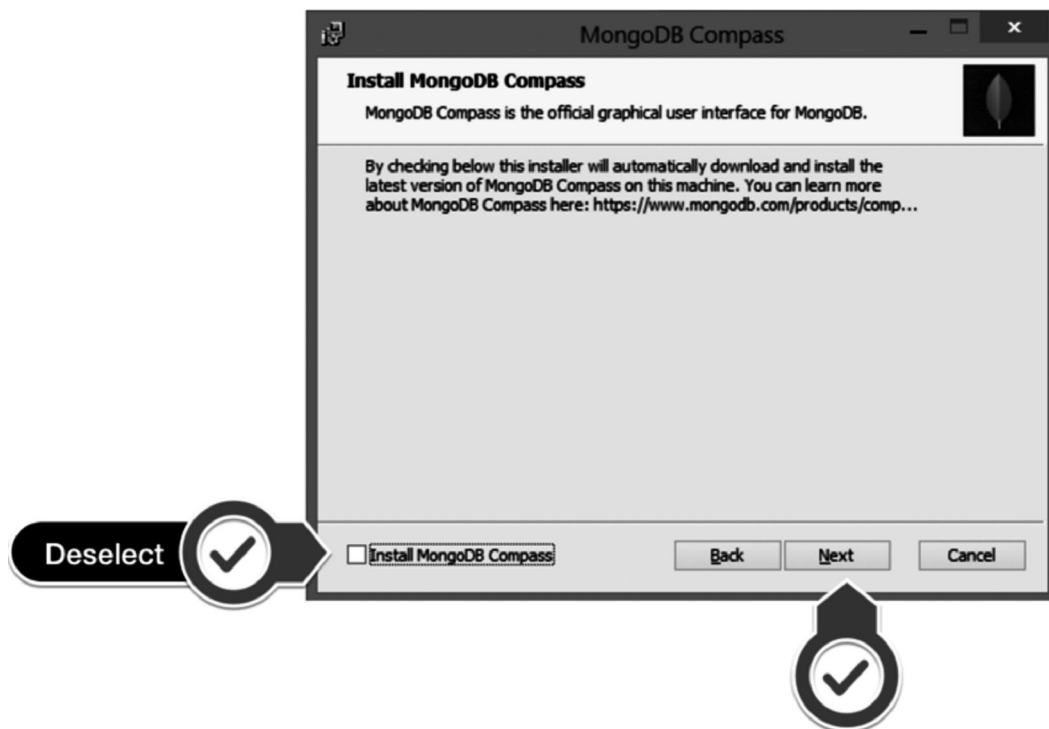 MongoDB Compass
Install MongoDB Compass
MongoDB Compass is the official graphical user interface for MongoDB.
By checking below this installer will automatically download and install the
latest version of MongoDB Compass on this machine. You can learn more
about MongoDB Compass here: https://www.mongodb.com/products/comp...
Deselect
Install MongoDB Compass
Back
Next
Cancel